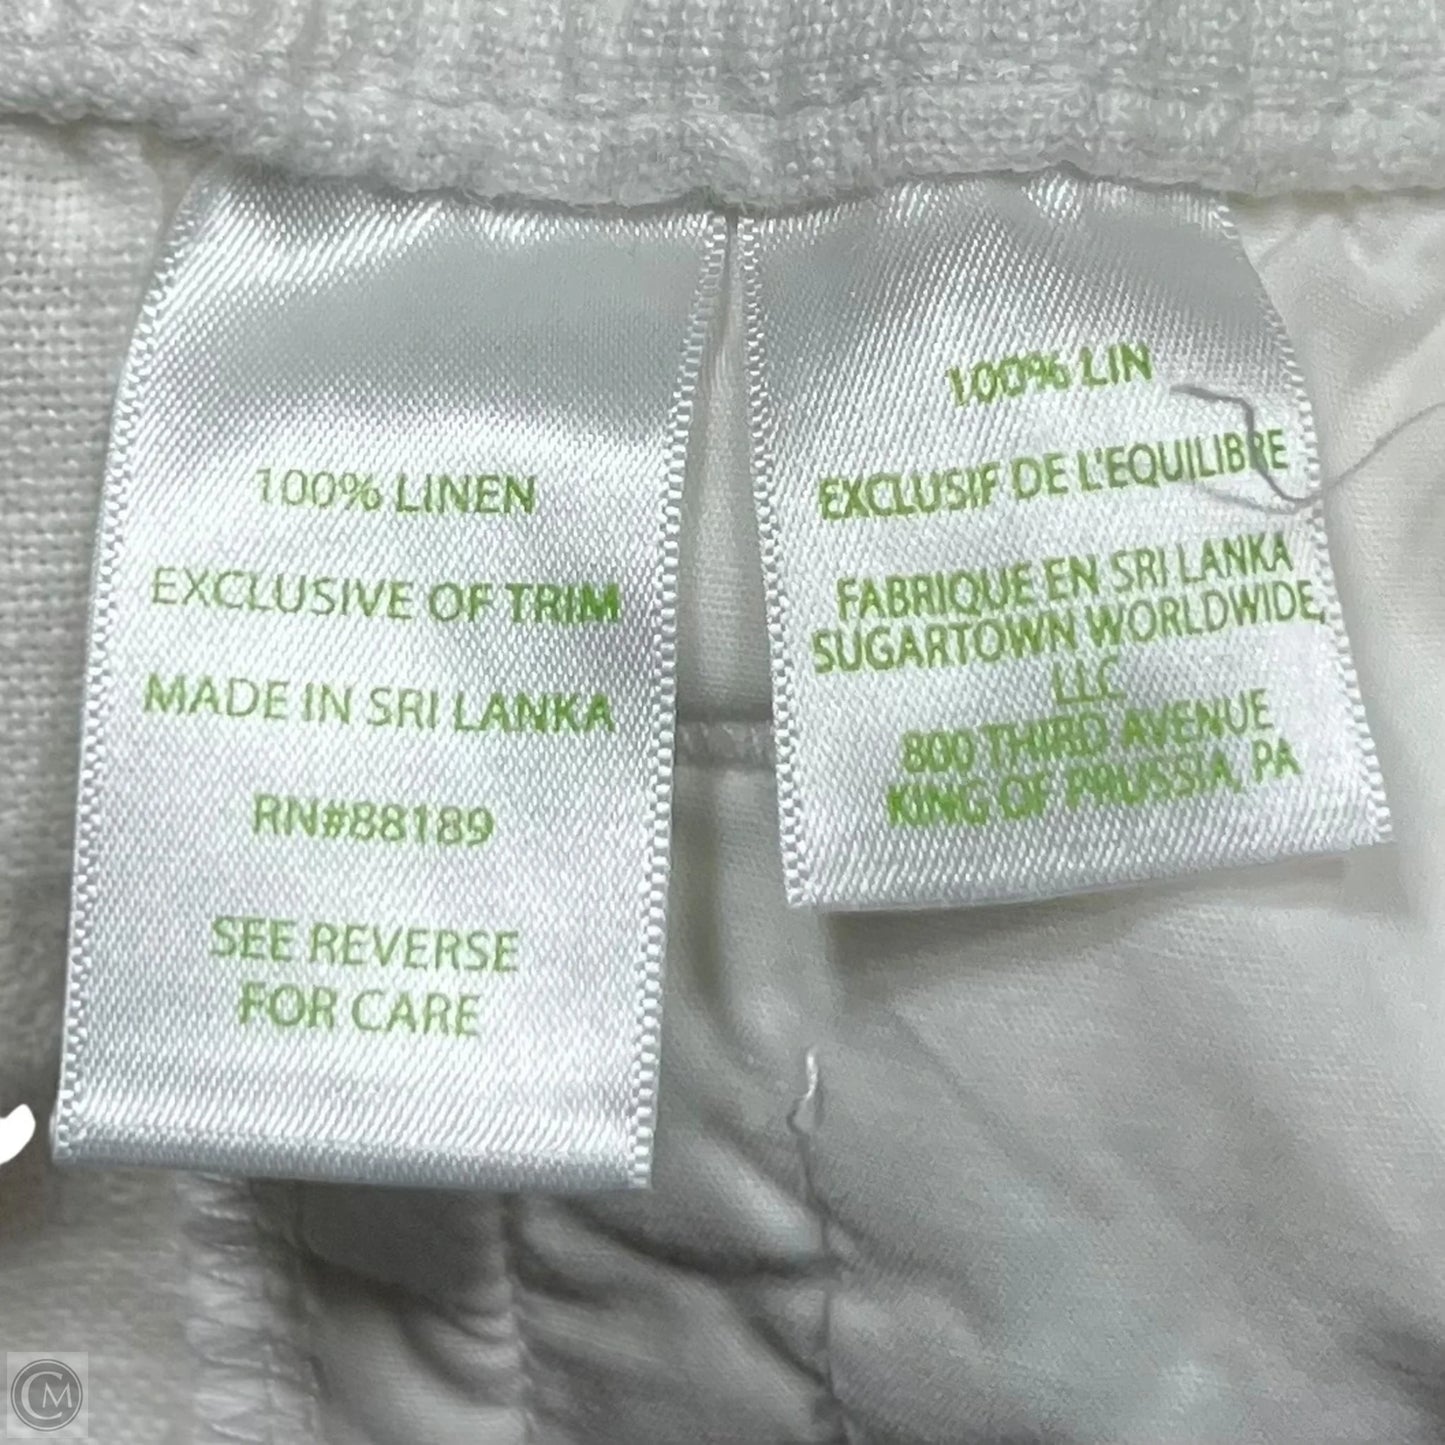 100% LINEN
EXCLUSIVE OF TRIM
MADE IN SRI LANKA
RN#88189
SEE REVERSE
FOR CARE
100% LIN
EXCLUSIF DE L'EQUILIBRE
FABRIQUE EN SRI LANKA
SUGARTOWN WORLDWIDE,
LLC
800 THIRD AVENUE
KING OF PRUSSIA, PA
CM